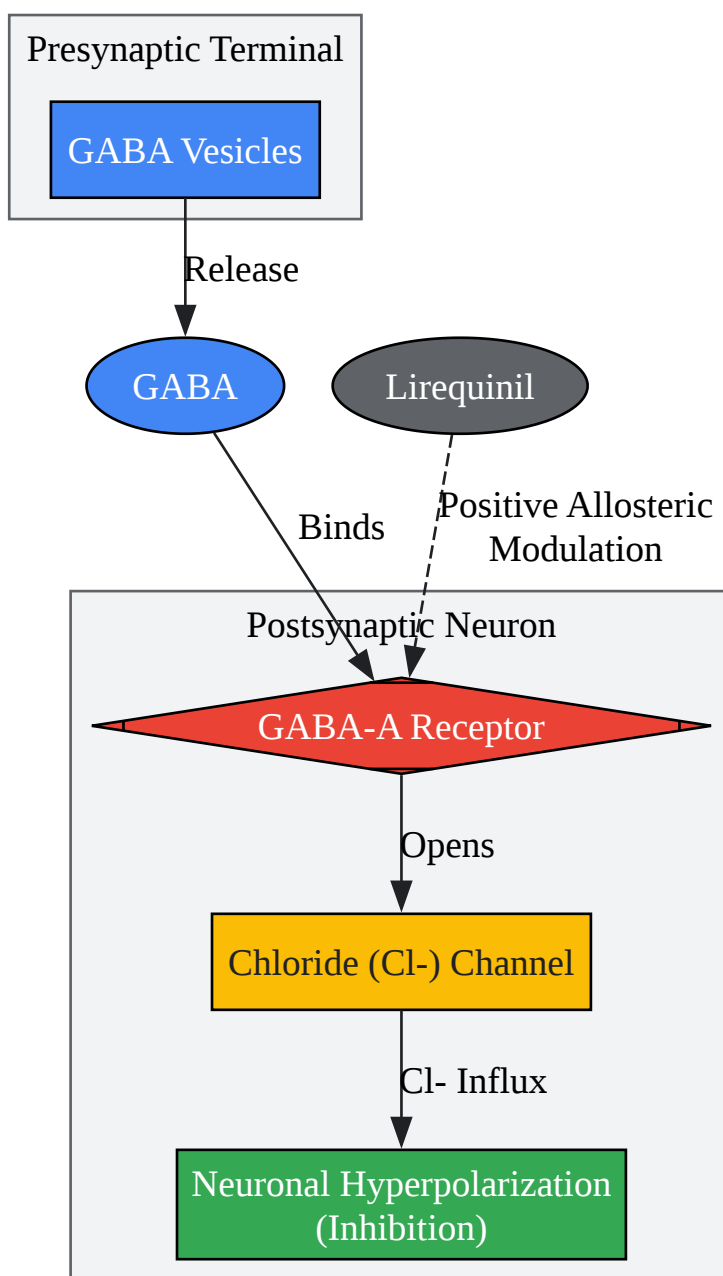 Presynaptic Terminal
GABA Vesicles
Release
GABA
Lirequinil
Binds
Positive Allosteric
Modulation
Postsynaptic Neuron
GABA-A Receptor
Opens
Chloride (Cl-) Channel
Cl- Influx
Neuronal Hyperpolarization
(Inhibition)